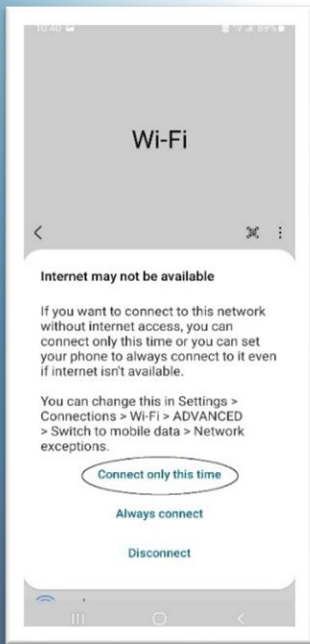 10:40
89%
Wi-Fi
Internet may not be available
If you want to connect to this network
without internet access, you can
connect only this time or you can set
your phone to always connect to it even
if internet isn't available.
You can change this in Settings >
Connections > Wi-Fi > ADVANCED
> Switch to mobile data > Network
exceptions.
Connect only this time
Always connect
Disconnect